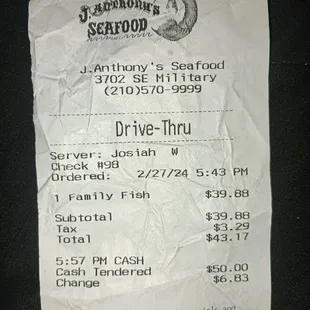 J. ANTHONY'S
SEAFOOD
J.Anthony's Seafood
3702 SE Military
(210)570-9999
Drive-Thru
Server: Josiah W
Check #98
Ordered: 2/27/24 5:43 PM
1 Family Fish $39.88
Subtotal $39.88
Tax $3.29
Total $43.17
5:57 PM CASH
Cash Tendered $50.00
Change $6.83
and